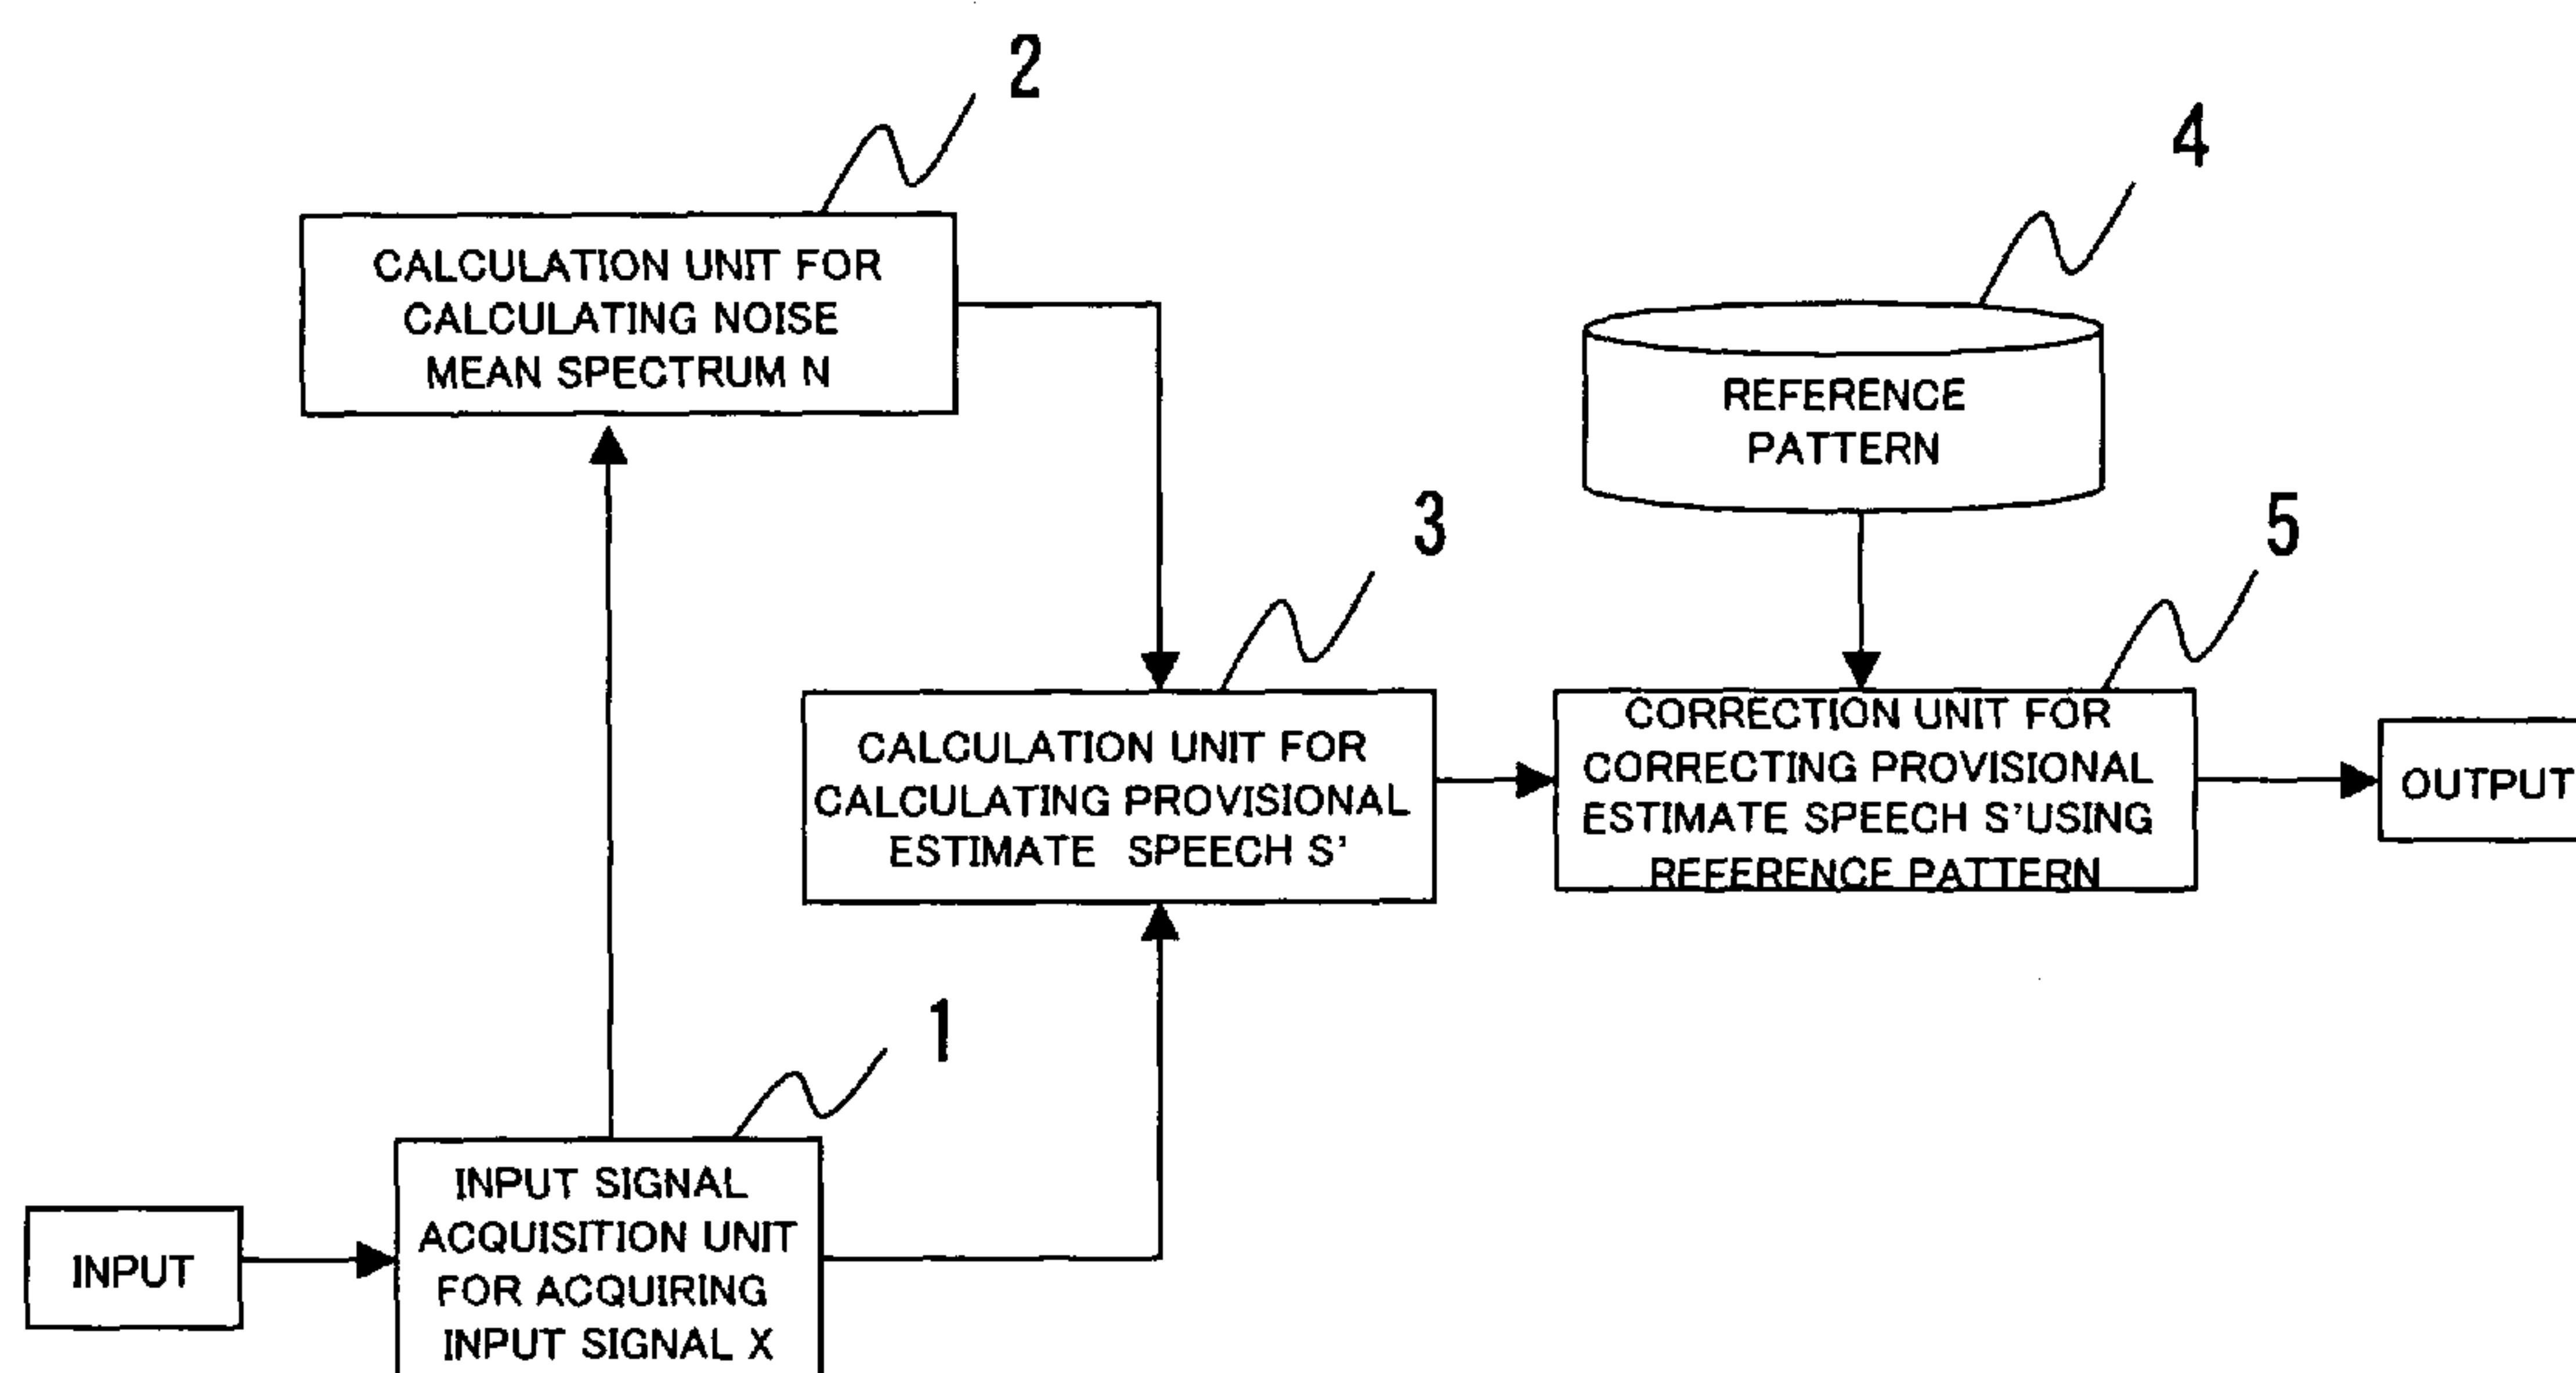 2
CALCULATION UNIT FOR
CALCULATING NOISE
MEAN SPECTRUM N
4
REFERENCE
PATTERN
3
CALCULATION UNIT FOR
CALCULATING PROVISIONAL
ESTIMATE SPEECH S'
5
CORRECTION UNIT FOR
CORRECTING PROVISIONAL
ESTIMATE SPEECH S'USING
REFERENCE PATTERN
OUTPUT
1
INPUT SIGNAL
ACQUISITION UNIT
FOR ACQUIRING
INPUT SIGNAL X
INPUT